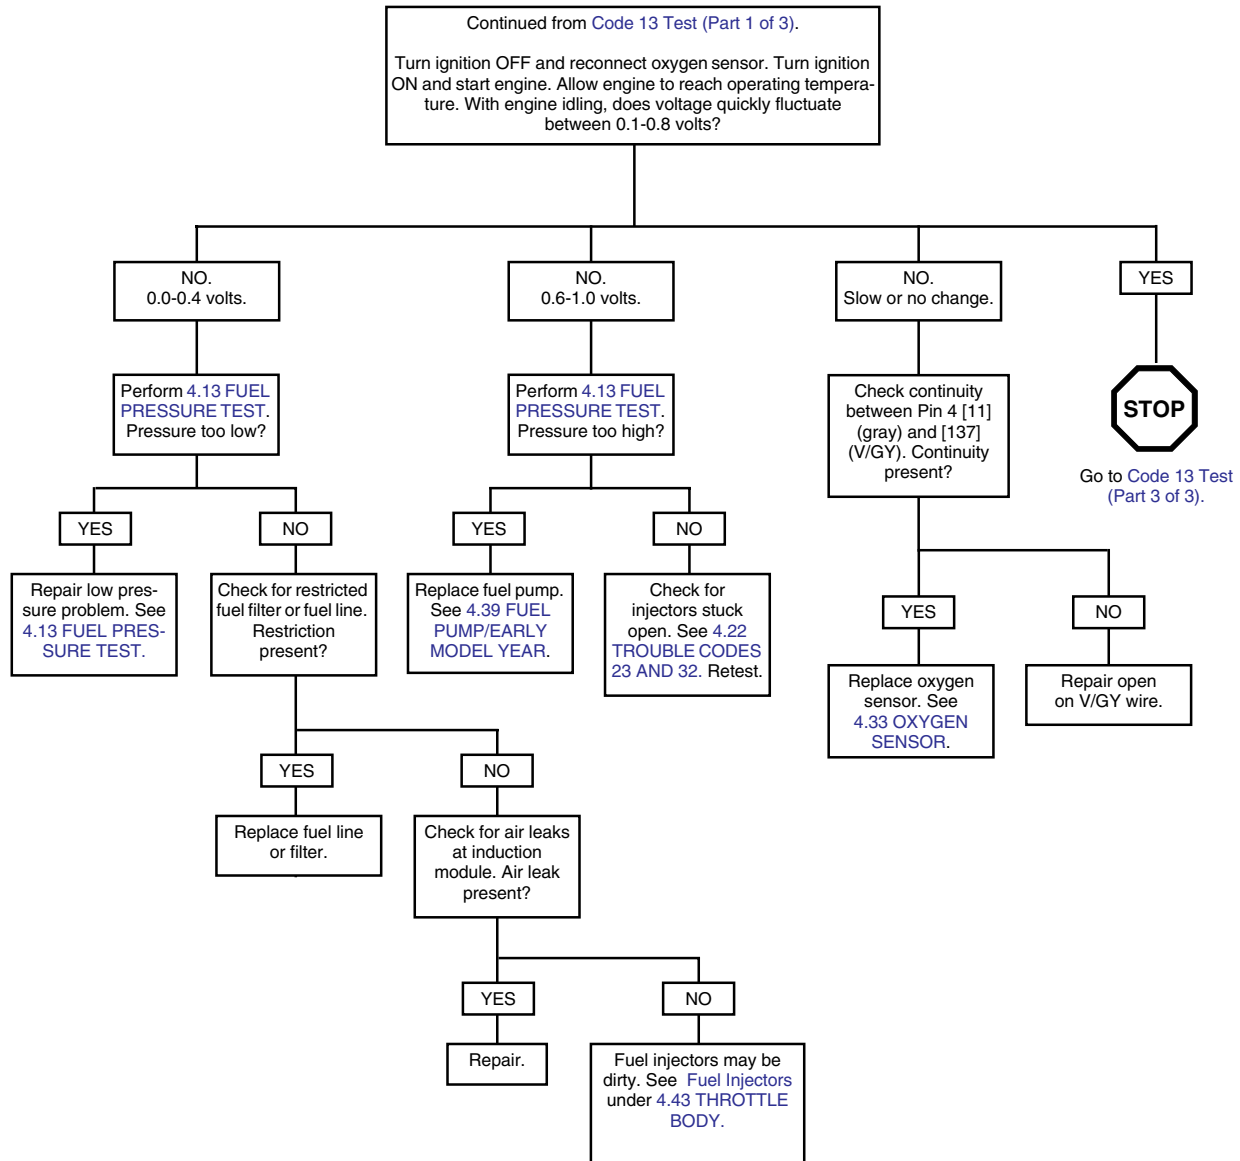 Continued from Code 13 Test (Part 1 of 3).
Turn ignition OFF and reconnect oxygen sensor. Turn ignition
ON and start engine. Allow engine to reach operating tempera-
ture. With engine idling, does voltage quickly fluctuate
between 0.1-0.8 volts?
NO.
0.0-0.4 volts.
NO.
0.6-1.0 volts.
NO.
Slow or no change.
YES
Perform 4.13 FUEL
PRESSURE TEST.
Pressure too low?
Perform 4.13 FUEL
PRESSURE TEST.
Pressure too high?
Check continuity
between Pin 4 [11]
(gray) and [137]
(V/GY). Continuity
present?
STOP
Go to Code 13 Test
(Part 3 of 3).
YES
NO
YES
NO
Repair low pres-
sure problem. See
4.13 FUEL PRES-
SURE TEST.
Check for restricted
fuel filter or fuel line.
Restriction
present?
Replace fuel pump.
See 4.39 FUEL
PUMP/EARLY
MODEL YEAR.
Check for
injectors stuck
open. See 4.22
TROUBLE CODES
23 AND 32. Retest.
YES
NO
Replace oxygen
sensor. See
4.33 OXYGEN
SENSOR.
Repair open
on V/GY wire.
YES
NO
Replace fuel line
or filter.
Check for air leaks
at induction
module. Air leak
present?
YES
NO
Repair.
Fuel injectors may be
dirty. See Fuel Injectors
under 4.43 THROTTLE
BODY.